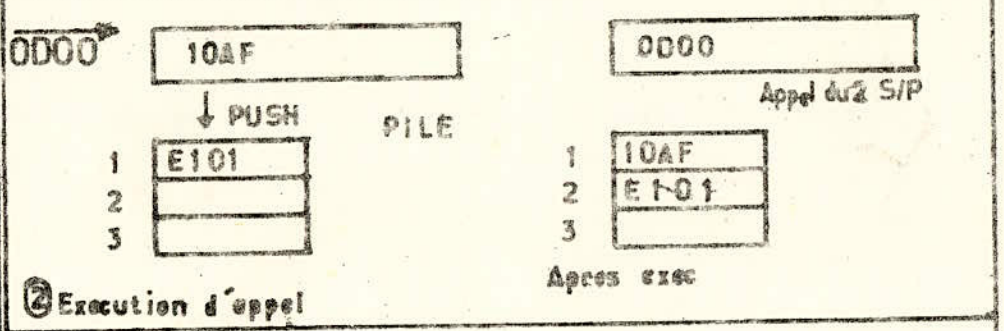 0D00 10AF 0D00
Appel du 2 S/P
PUSH PILE
1 E101 1 10AF
2 2 E101
3 3
Apres exec
② Execution d'appel